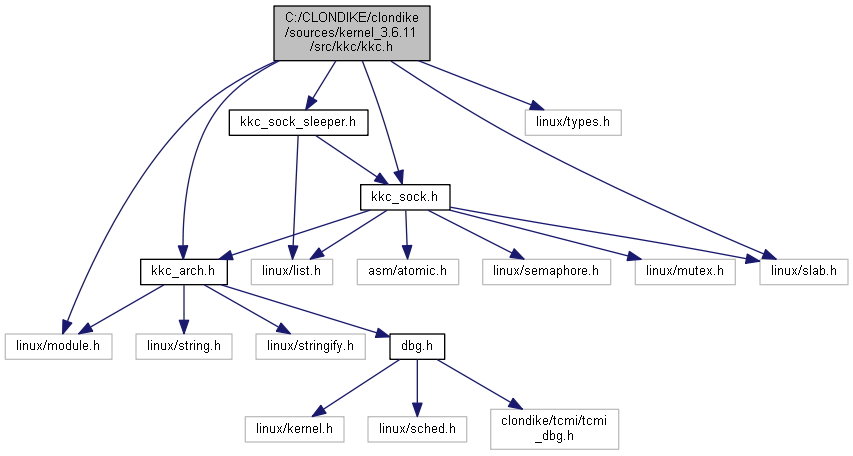 C:/CLONDIKE/clondike
/sources/kernel_3.6.11
/src/kkc/kkc.h
kkc_sock_sleeper.h
linux/types.h
kkc_sock.h
kkc_arch.h
linux/list.h
asm/atomic.h
linux/semaphore.h
linux/mutex.h
linux/slab.h
linux/module.h
linux/string.h
linux/stringify.h
dbg.h
linux/kernel.h
linux/sched.h
clondike/tcmi/tcmi
_dbg.h